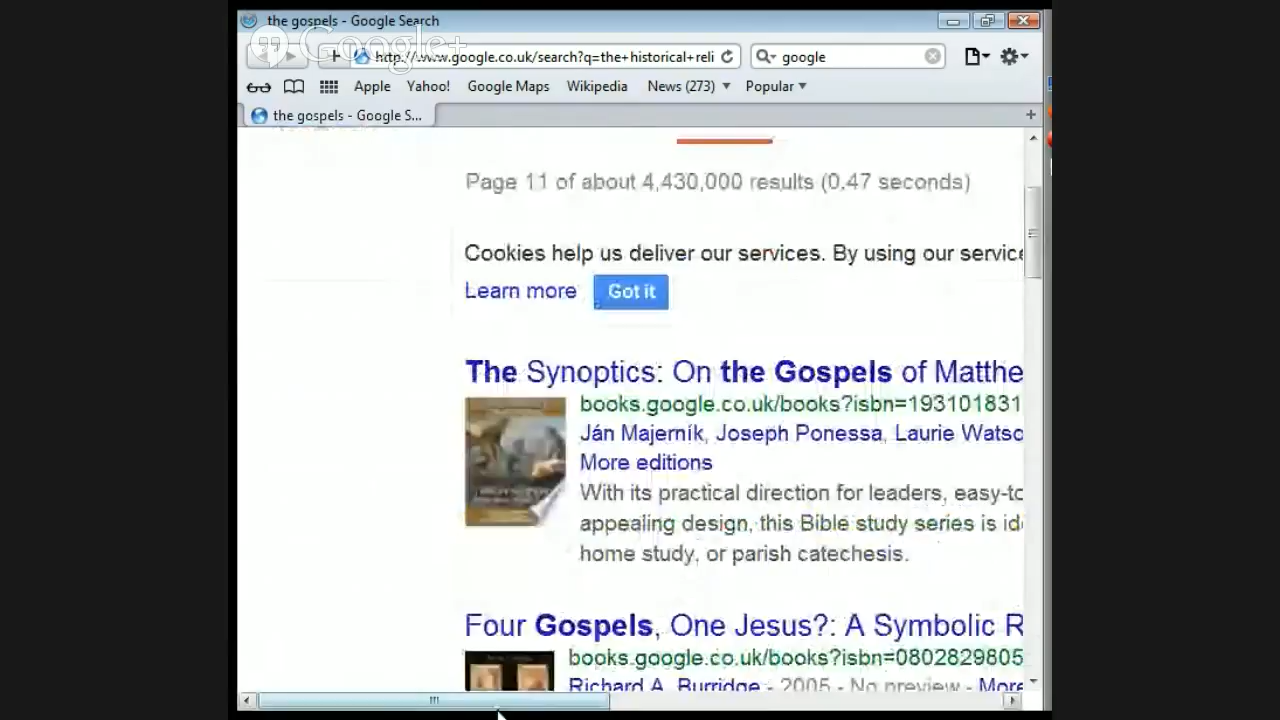 the gospels - Google Search
Google+
http://www.google.co.uk/search?q=the+historical+reli
google
Apple Yahoo! Google Maps Wikipedia News (273) Popular
the gospels - Google S...
Page 11 of about 4,430,000 results (0.47 seconds)
Cookies help us deliver our services. By using our service
Learn more Got it
The Synoptics: On the Gospels of Matthe
books.google.co.uk/books?isbn=193101831
Ján Majerník, Joseph Ponessa, Laurie Watso
More editions
With its practical direction for leaders, easy-to
appealing design, this Bible study series is ide
home study, or parish catechesis.
Four Gospels, One Jesus?: A Symbolic R
books.google.co.uk/books?isbn=0802829805
Richard A. Burridge - 2005 - No preview - More